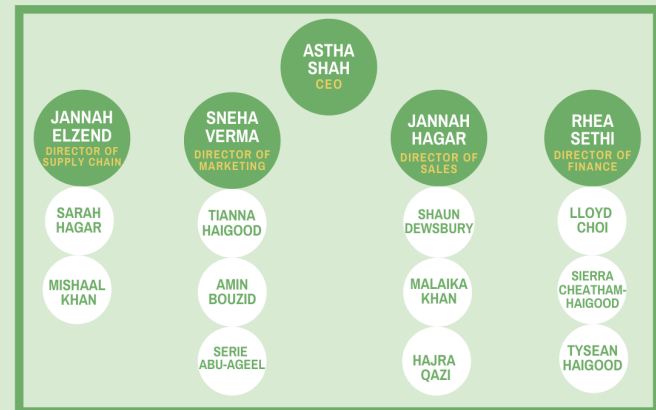 ASTHA
SHAH
CEO
JANNAH
ELZEND
DIRECTOR OF
SUPPLY CHAIN
SARAH
HAGAR
MISHAAL
KHAN
SNEHA
VERMA
DIRECTOR OF
MARKETING
TIANNA
HAIGOOD
AMIN
BOUZID
SERIE
ABU-AGEEL
JANNAH
HAGAR
DIRECTOR OF
SALES
SHAUN
DEWSBURY
MALAIKA
KHAN
HAJRA
QAZI
RHEA
SETHI
DIRECTOR OF
FINANCE
LLOYD
CHOI
SIERRA
CHEATHAM-
HAIGOOD
TYSEAN
HAIGOOD